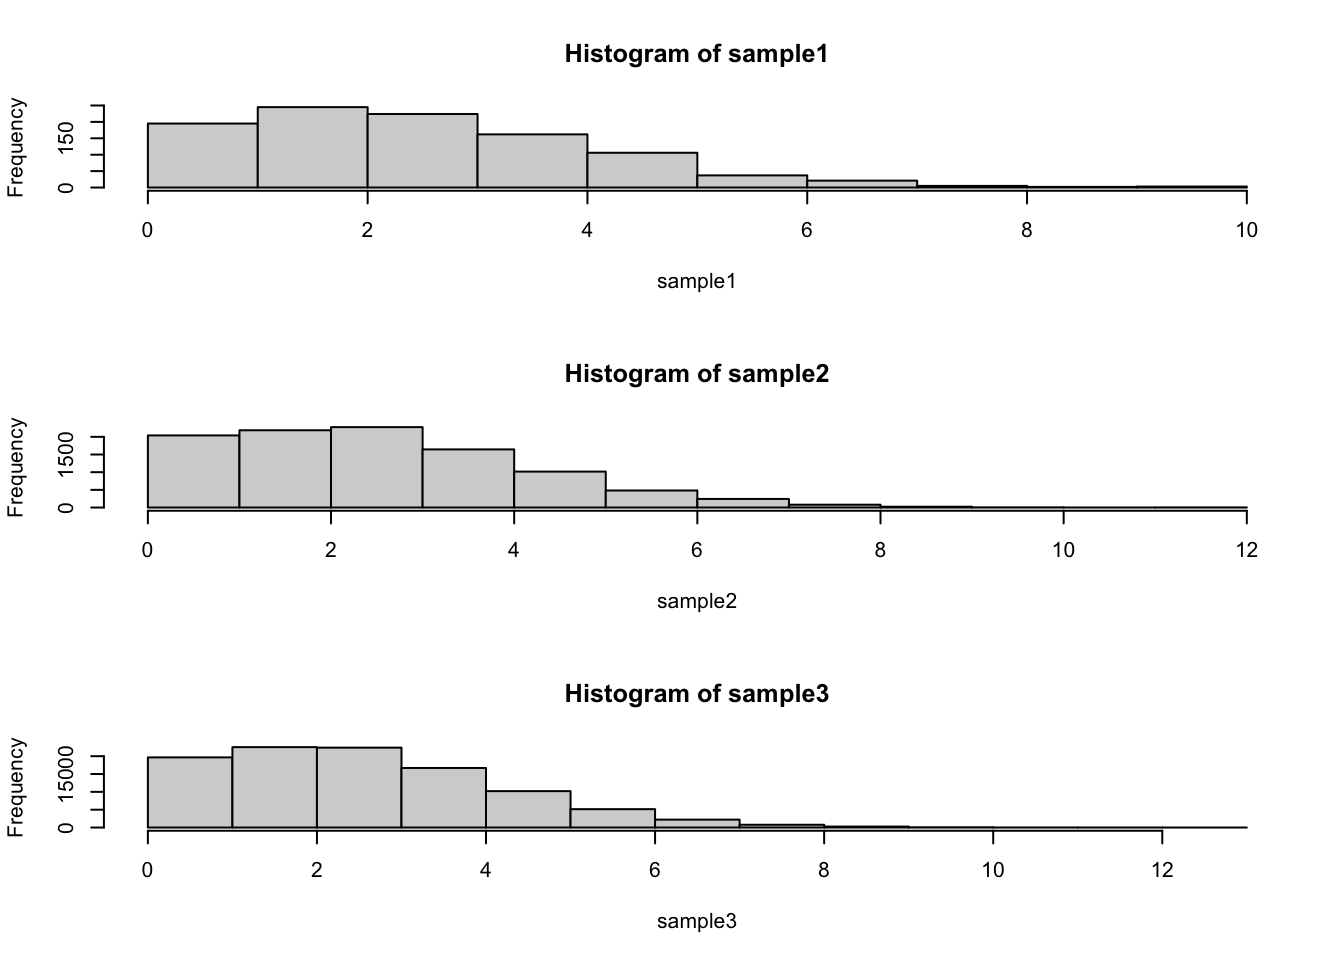 Histogram of sample1
Frequency
150
0
0 2 4 6 8 10
sample1
Histogram of sample2
Frequency
1500
0
0 2 4 6 8 10 12
sample2
Histogram of sample3
Frequency
15000
0
0 2 4 6 8 10 12
sample3